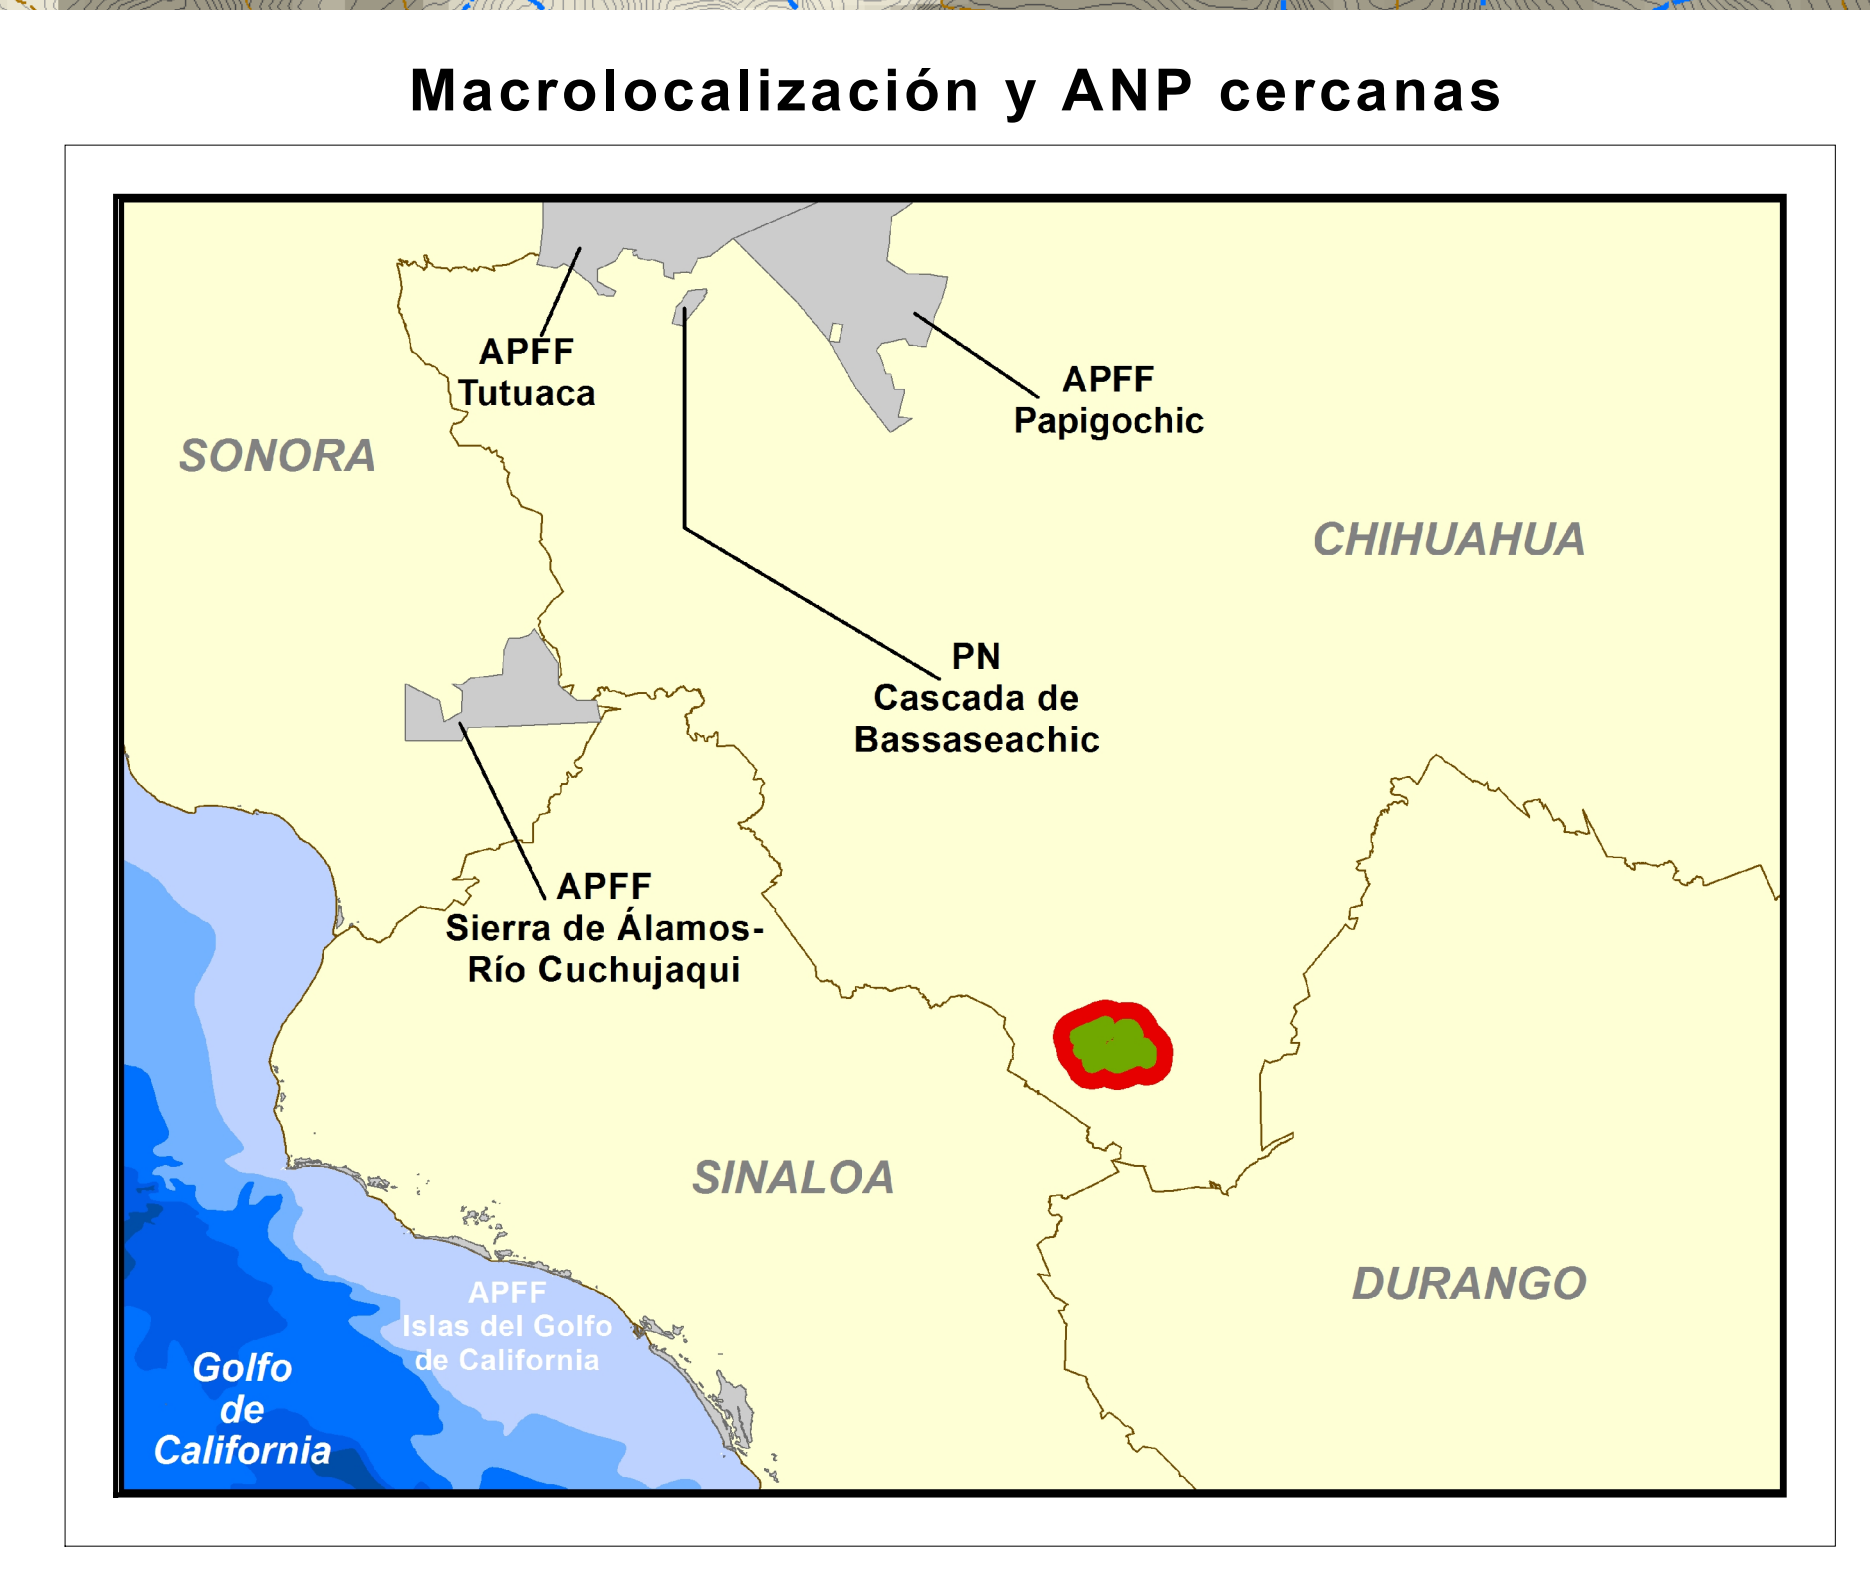 Macrolocalización y ANP cercanas
APFF
Tutuaca
APFF
Papigochic
SONORA
CHIHUAHUA
PN
Cascada de
Bassaseachic
APFF
Sierra de Álamos-
Río Cuchujaqui
SINALOA
DURANGO
APFF
Islas del Golfo
de California
Golfo
de
California